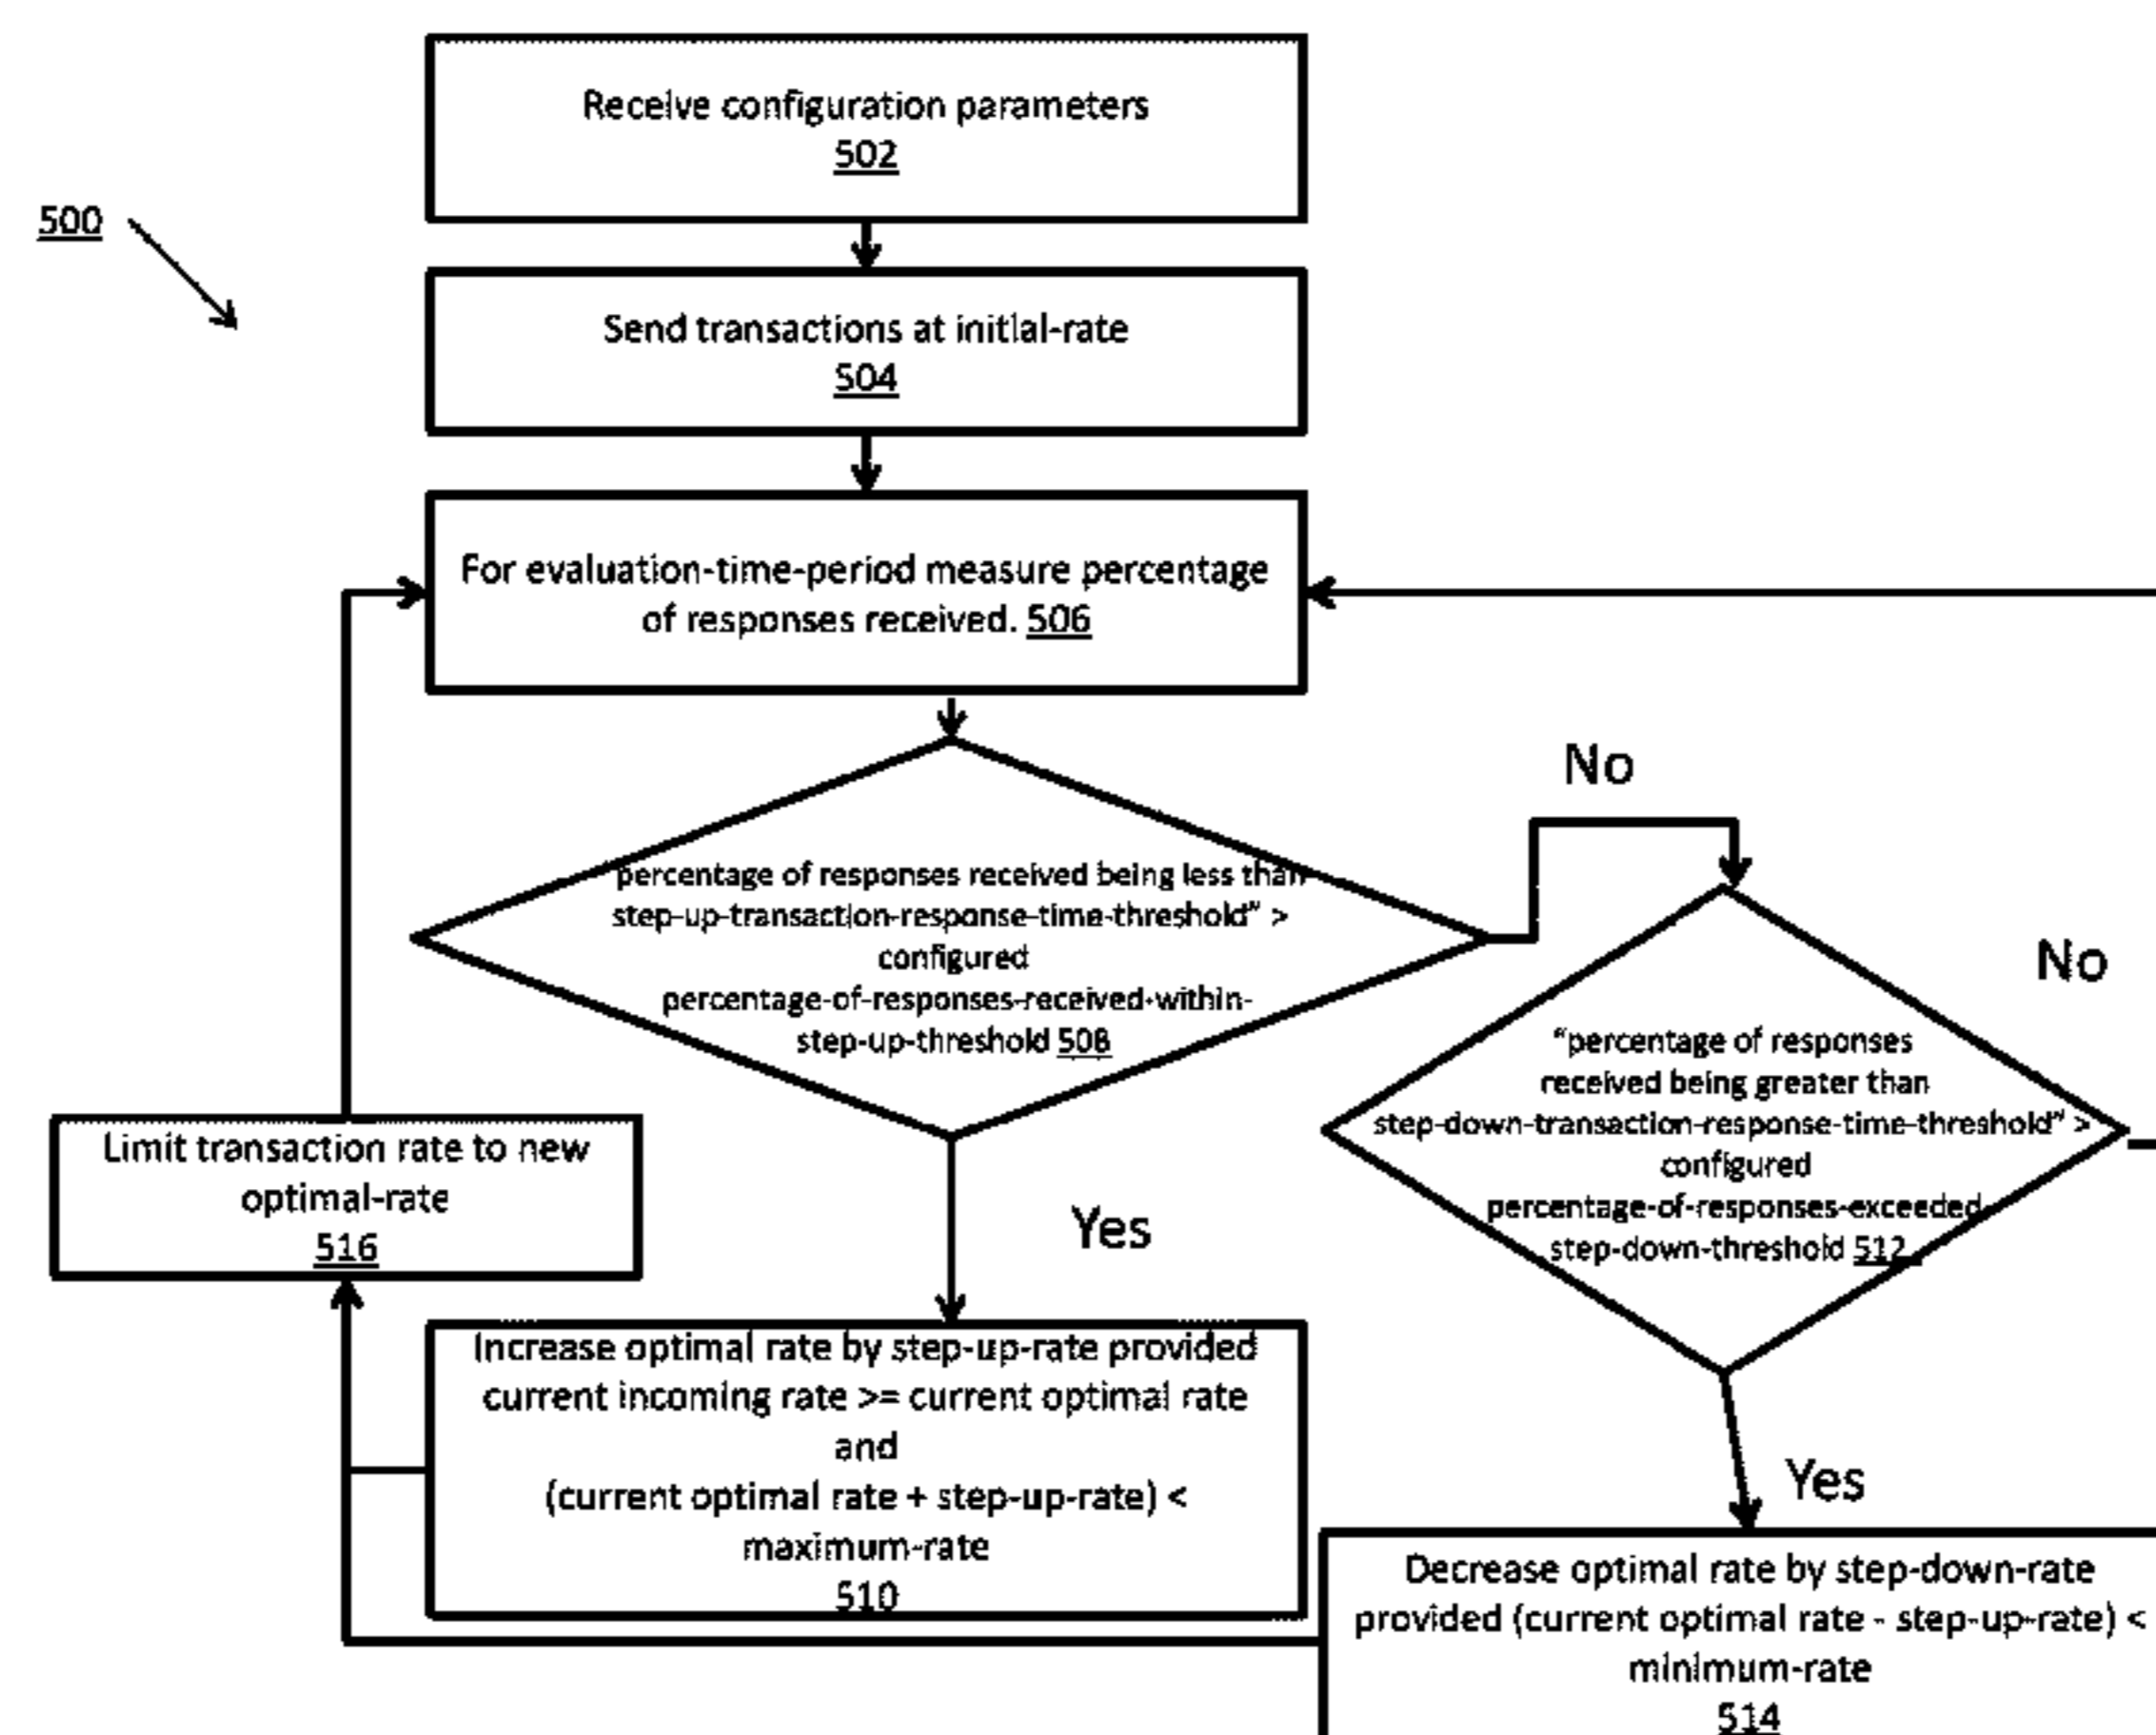 Receive configuration parameters
502
500
Send transactions at initial-rate
504
For evaluation-time-period measure percentage
of responses received. 506
No
percentage of responses received being less than
step-up-transaction-response-time-threshold" >
configured
percentage-of-responses-received-within-
step-up-threshold 508
No
"percentage of responses
received being greater than
step-down-transaction-response-time-threshold" >
configured
percentage-of-responses-exceeded
step-down-threshold 512
Limit transaction rate to new
optimal-rate
516
Yes
Increase optimal rate by step-up-rate provided
current incoming rate >= current optimal rate
and
(current optimal rate + step-up-rate) <
maximum-rate
510
Yes
Decrease optimal rate by step-down-rate
provided (current optimal rate - step-up-rate) <
minimum-rate
514